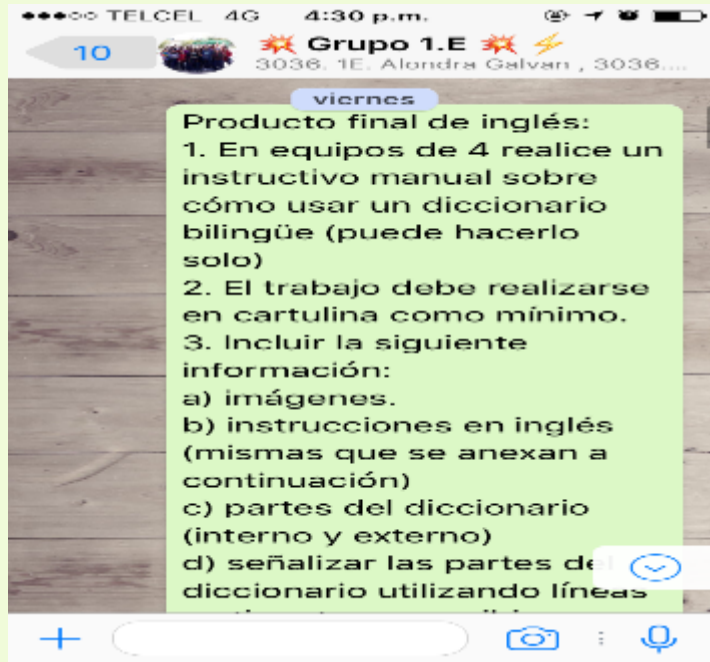 TELCEL 4G 4:30 p.m.
10
Grupo 1.E
3036. 1E. Alondra Galvan , 3036....
viernes
Producto final de inglés:
1. En equipos de 4 realice un
instructivo manual sobre
cómo usar un diccionario
bilingüe (puede hacerlo
solo)
2. El trabajo debe realizarse
en cartulina como mínimo.
3. Incluir la siguiente
información:
a) imágenes.
b) instrucciones en inglés
(mismas que se anexan a
continuación)
c) partes del diccionario
(interno y externo)
d) señalizar las partes del
diccionario utilizando líneas